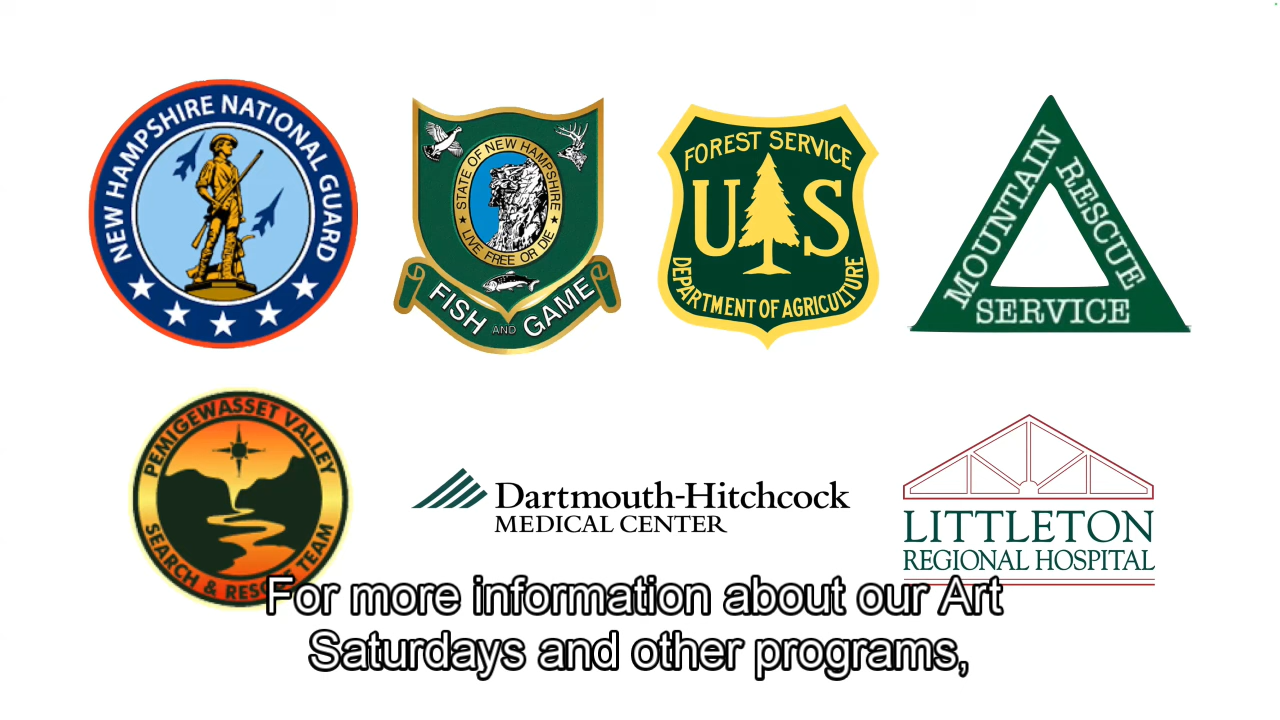 NEW HAMPSHIRE NATIONAL GUARD
STATE OF NEW HAMPSHIRE
LIVE FREE OR DIE
FISH AND GAME
FOREST SERVICE
US
DEPARTMENT OF AGRICULTURE
MOUNTAIN RESCUE SERVICE
PEMIGEWASSET VALLEY
SEARCH & RESCUE TEAM
Dartmouth-Hitchcock
MEDICAL CENTER
LITTLETON
REGIONAL HOSPITAL
For more information about our Art
Saturdays and other programs,